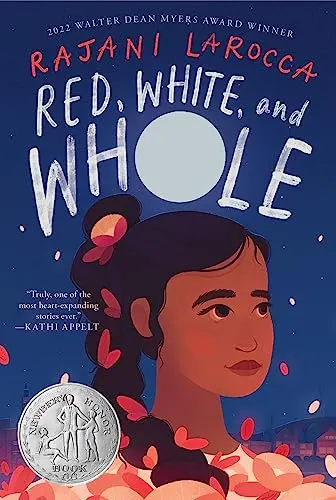 2022 WALTER DEAN MYERS AWARD WINNER
RAJANI LAROCCA
RED, WHITE, and
WHOLE
"Truly, one of the
most heart-expanding
stories ever."
—KATHI APPELT
NEWBERY HONOR
BOOK